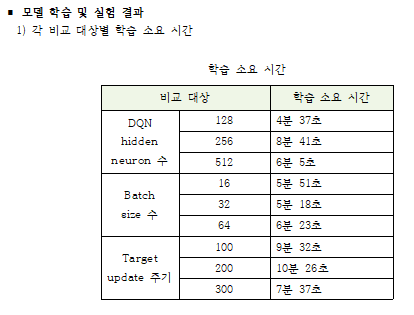 ▪ 모델 학습 및 실험 결과
1) 각 비교 대상별 학습 소요 시간
학습 소요 시간
비교 대상 학습 소요 시간
DQN hidden neuron 수
128 4분 37초
256 8분 41초
512 6분 5초
Batch size 수
16 5분 51초
32 5분 18초
64 6분 23초
Target update 주기
100 9분 32초
200 10분 26초
300 7분 37초